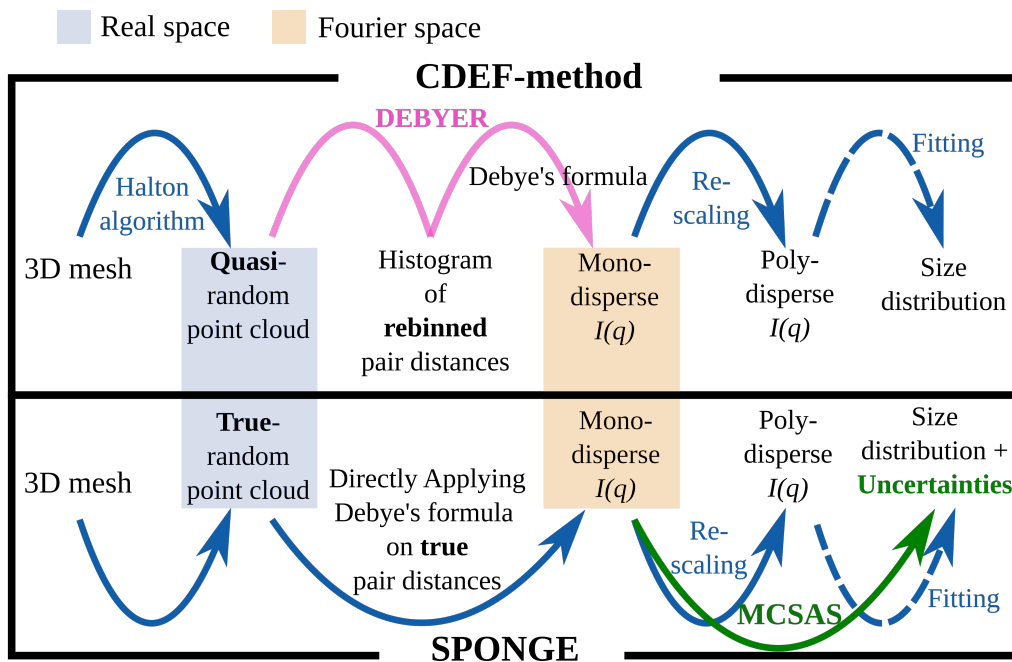 Real space
Fourier space
CDEF-method
DEBYER
Halton
algorithm
Debye's formula
Re-
scaling
Fitting
3D mesh
Quasi-
random
point cloud
Histogram
of
rebinned
pair distances
Mono-
disperse
I(q)
Poly-
disperse
I(q)
Size
distribution
3D mesh
True-
random
point cloud
Directly Applying
Debye's formula
on true
pair distances
Mono-
disperse
I(q)
Poly-
disperse
I(q)
Size
distribution +
Uncertainties
Re-
scaling
MCSAS
Fitting
SPONGE